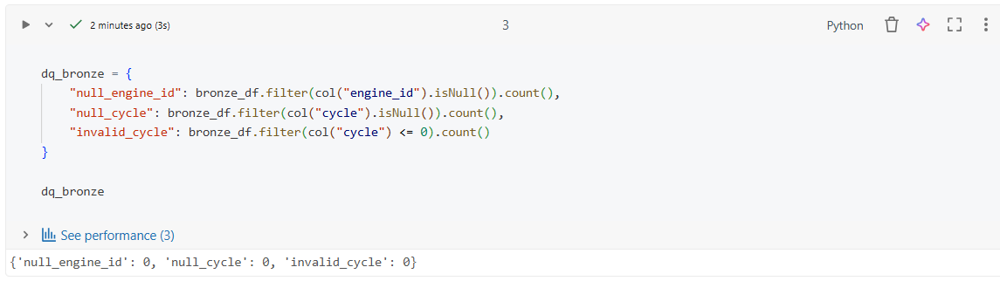 2 minutes ago (3s)
3
Python
dq_bronze = {
    "null_engine_id": bronze_df.filter(col("engine_id").isNull()).count(),
    "null_cycle": bronze_df.filter(col("cycle").isNull()).count(),
    "invalid_cycle": bronze_df.filter(col("cycle") <= 0).count()
}
dq_bronze
See performance (3)
{'null_engine_id': 0, 'null_cycle': 0, 'invalid_cycle': 0}